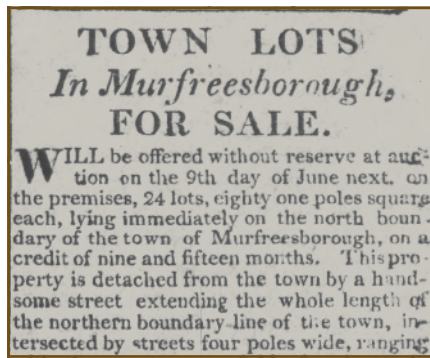 TOWN LOTS
In Murfreesborough,
FOR SALE.
WILL be offered without reserve at auc-
tion on the 9th day of June next, on
the premises, 24 lots, eighty one poles square
each, lying immediately on the north boun-
dary of the town of Murfreesborough, on a
credit of nine and fifteen months. This pro-
perty is detached from the town by a hand-
some street extending the whole length of
the northern boundary line of the town, in-
tersected by streets four poles wide, ranging